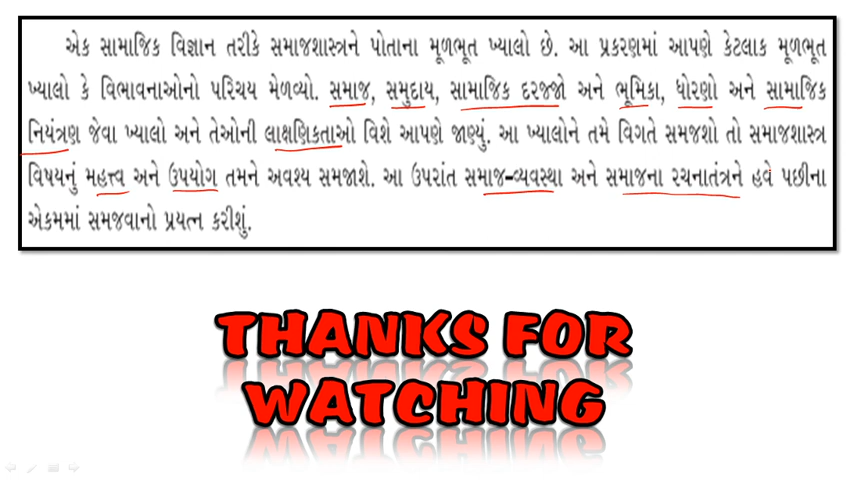 એક સામાજિક વિજ્ઞાન તરીકે સમાજશાસ્ત્રને પોતાના મૂળભૂત ખ્યાલો છે. આ પ્રકરણમાં આપણે કેટલાક મૂળભૂત
ખ્યાલો કે વિભાવનાઓનો પરિચય મેળવ્યો. સમાજ, સમુદાય, સામાજિક દરજ્જો અને ભૂમિકા, ધોરણો અને સામાજિક
નિયંત્રણ જેવા ખ્યાલો અને તેઓની લાક્ષણિકતાઓ વિશે આપણે જાણ્યું. આ ખ્યાલોને તમે વિગતે સમજશો તો સમાજશાસ્ત્ર
વિષયનું મહત્ત્વ અને ઉપયોગ તમને અવશ્ય સમજાશે. આ ઉપરાંત સમાજ-વ્યવસ્થા અને સમાજના રચનાતંત્રને હવે પછીના
એકમમાં સમજવાનો પ્રયત્ન કરીશું.
THANKS FOR
WATCHING